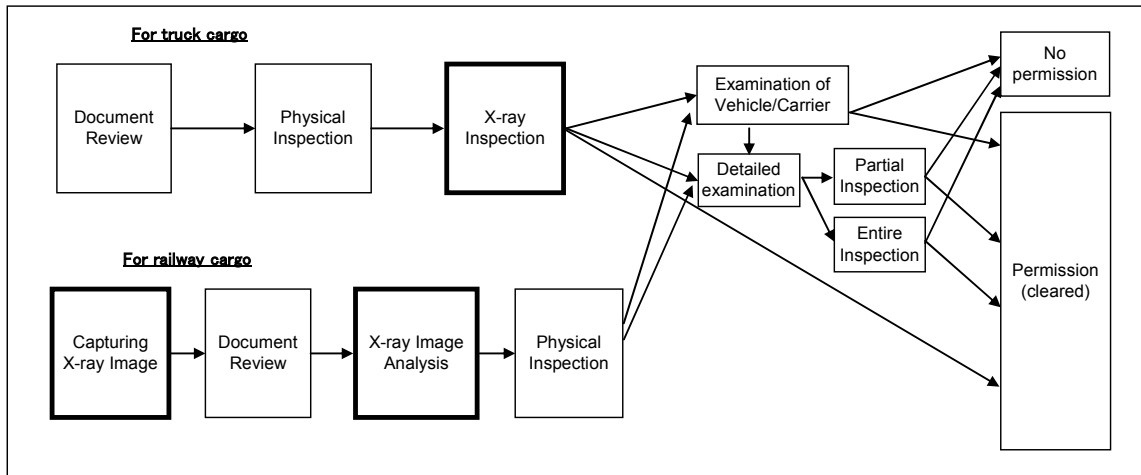 For truck cargo
Document
Review
Physical
Inspection
X-ray
Inspection
Examination of
Vehicle/Carrier
Detailed
examination
Partial
Inspection
Entire
Inspection
No
permission
Permission
(cleared)
For railway cargo
Capturing
X-ray Image
Document
Review
X-ray Image
Analysis
Physical
Inspection